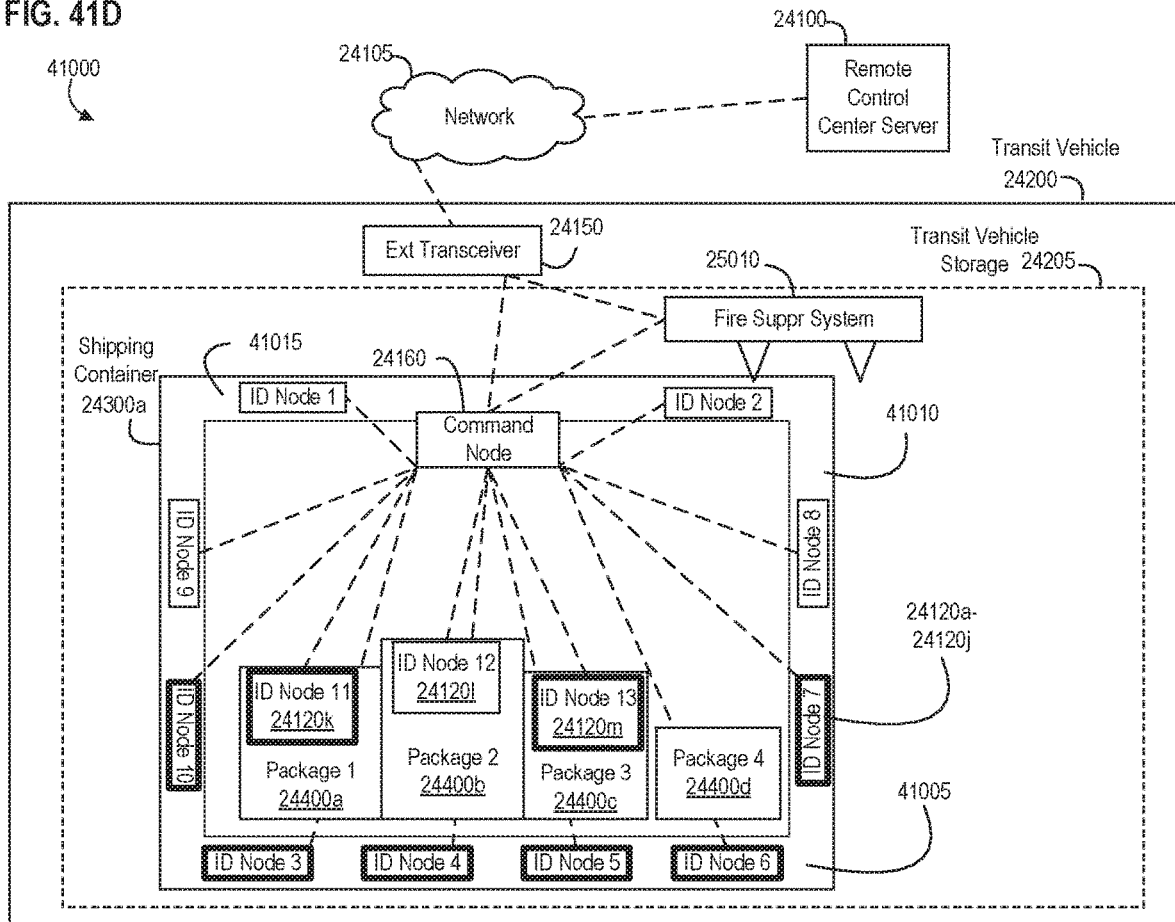 FIG. 41D
41000
24105
Network
24100
Remote
Control
Center Server
Transit Vehicle
24200
Ext Transceiver
24150
Transit Vehicle
Storage 24205
25010
Fire Suppr System
Shipping
Container
24300a
41015
24160
ID Node 1
Command
Node
ID Node 2
41010
ID Node 9
ID Node 8
24120a-
24120j
ID Node 10
ID Node 11
24120k
Package 1
24400a
ID Node 12
24120l
Package 2
24400b
ID Node 13
24120m
Package 3
24400c
Package 4
24400d
ID Node 7
41005
ID Node 3
ID Node 4
ID Node 5
ID Node 6